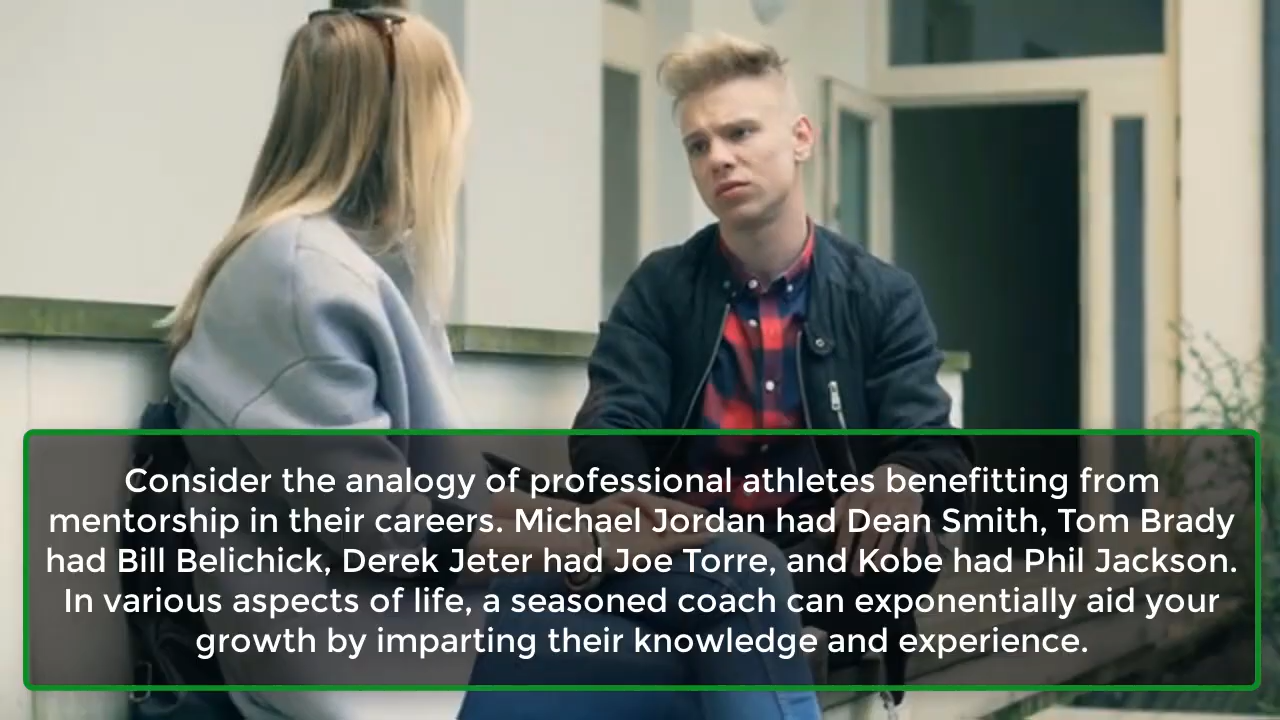 Consider the analogy of professional athletes benefitting from
mentorship in their careers. Michael Jordan had Dean Smith, Tom Brady
had Bill Belichick, Derek Jeter had Joe Torre, and Kobe had Phil Jackson.
In various aspects of life, a seasoned coach can exponentially aid your
growth by imparting their knowledge and experience.